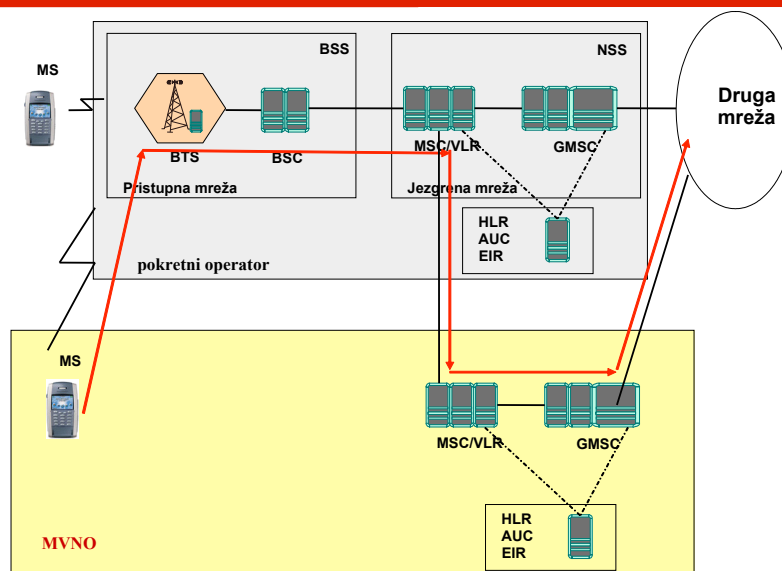 BSS
NSS
MS
Druga
mreža
BTS
BSC
MSC/VLR
GMSC
Pristupna mreža
Jezgrena mreža
HLR
AUC
EIR
pokretni operator
MS
MSC/VLR
GMSC
HLR
AUC
EIR
MVNO